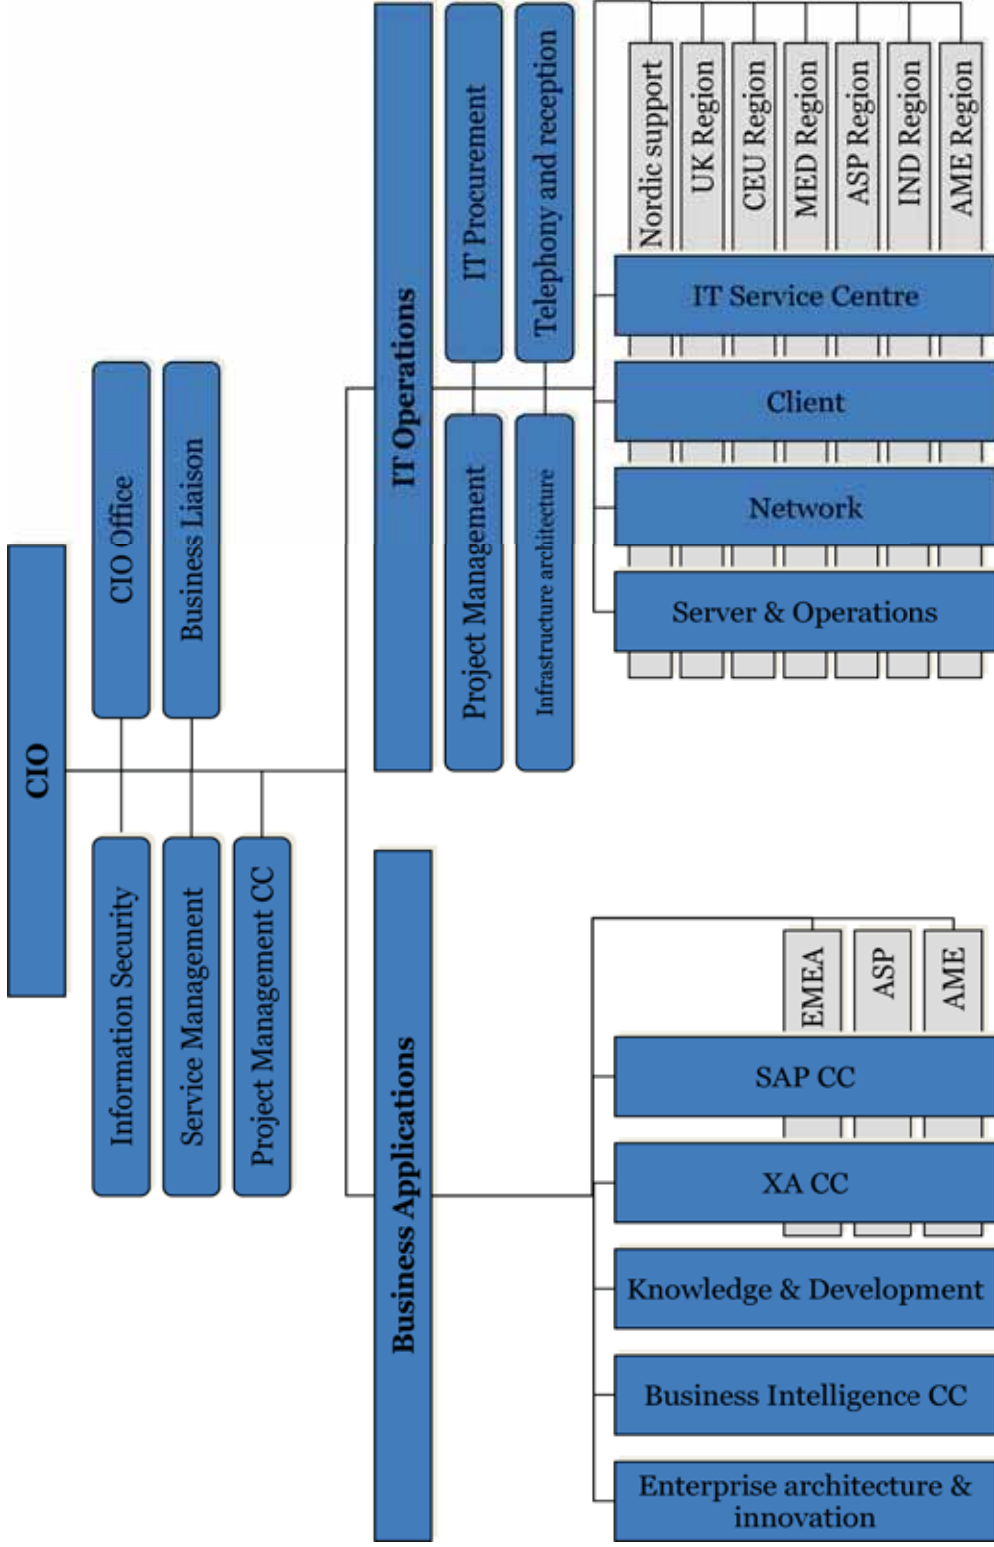 CIO
Information Security
CIO Office
Service Management
Business Liaison
Project Management CC
Business Applications
IT Operations
Project Management
IT Procurement
Infrastructure architecture
Telephony and reception
EMEA
ASP
AME
SAP CC
XA CC
Knowledge & Development
Business Intelligence CC
Enterprise architecture &
innovation
Nordic support
UK Region
CEU Region
MED Region
ASP Region
IND Region
AME Region
IT Service Centre
Client
Network
Server & Operations